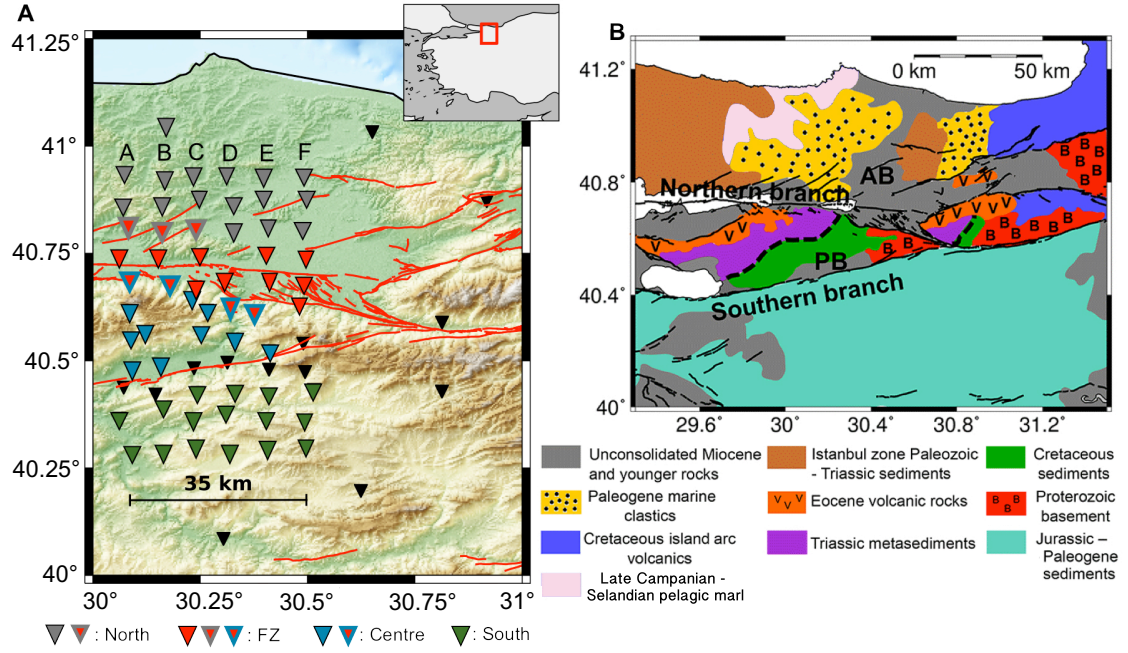 A
41.25°
41°
40.75°
40.5°
40.25°
40°
A B C D E F
35 km
30° 30.25° 30.5° 30.75° 31°
: North : FZ : Centre : South
B
0 km 50 km
41.2
40.8
40.4
40
AB
Northern branch
PB
Southern branch
B
B
B
B
B
B
B
V V
V V V V V
V V V
B B B
B B B B
B B
29.6° 30° 30.4° 30.8° 31.2°
Unconsolidated Miocene
and younger rocks
Paleogene marine
clastics
Cretaceous island arc
volcanics
Late Campanian -
Selandian pelagic marl
Istanbul zone Paleozoic
- Triassic sediments
V V V
Eocene volcanic rocks
Triassic metasediments
Cretaceous
sediments
B B
B
Proterozoic
basement
Jurassic –
Paleogene
sediments